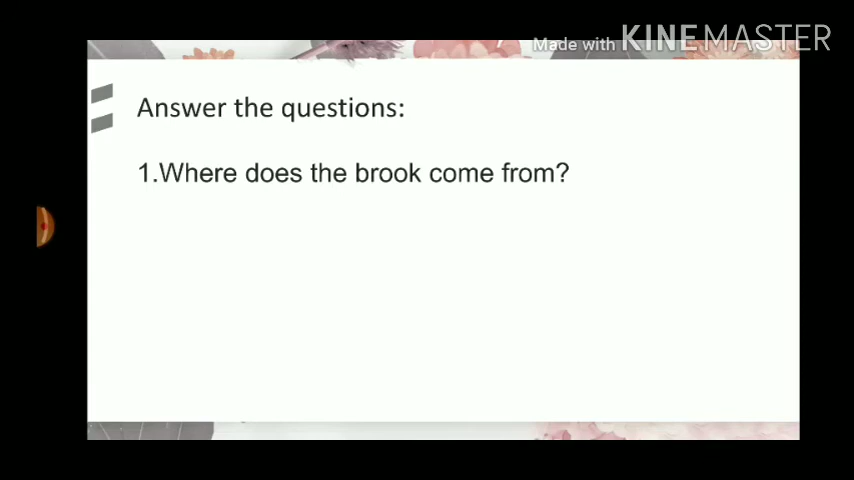 Made with KINEMASTER
Answer the questions:
1.Where does the brook come from?